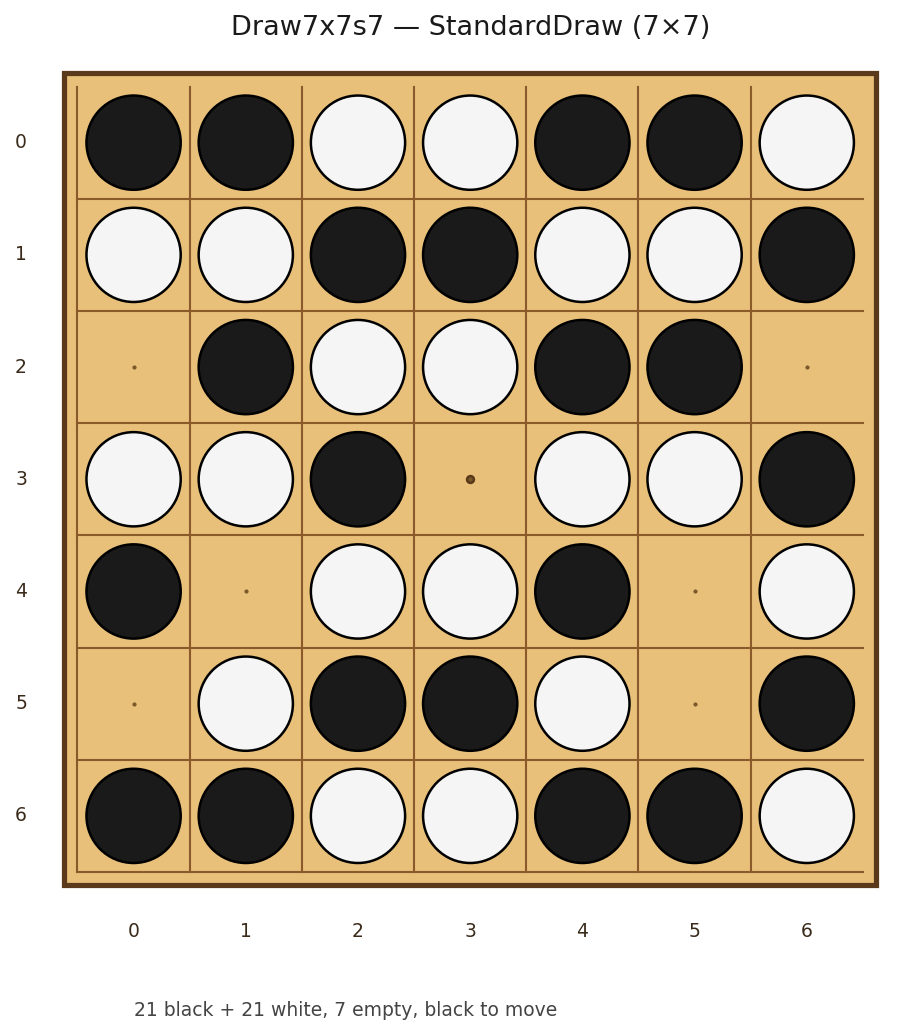 Draw7x7s7 — StandardDraw (7×7)
0
1
2
3
4
5
6
0 1 2 3 4 5 6
21 black + 21 white, 7 empty, black to move